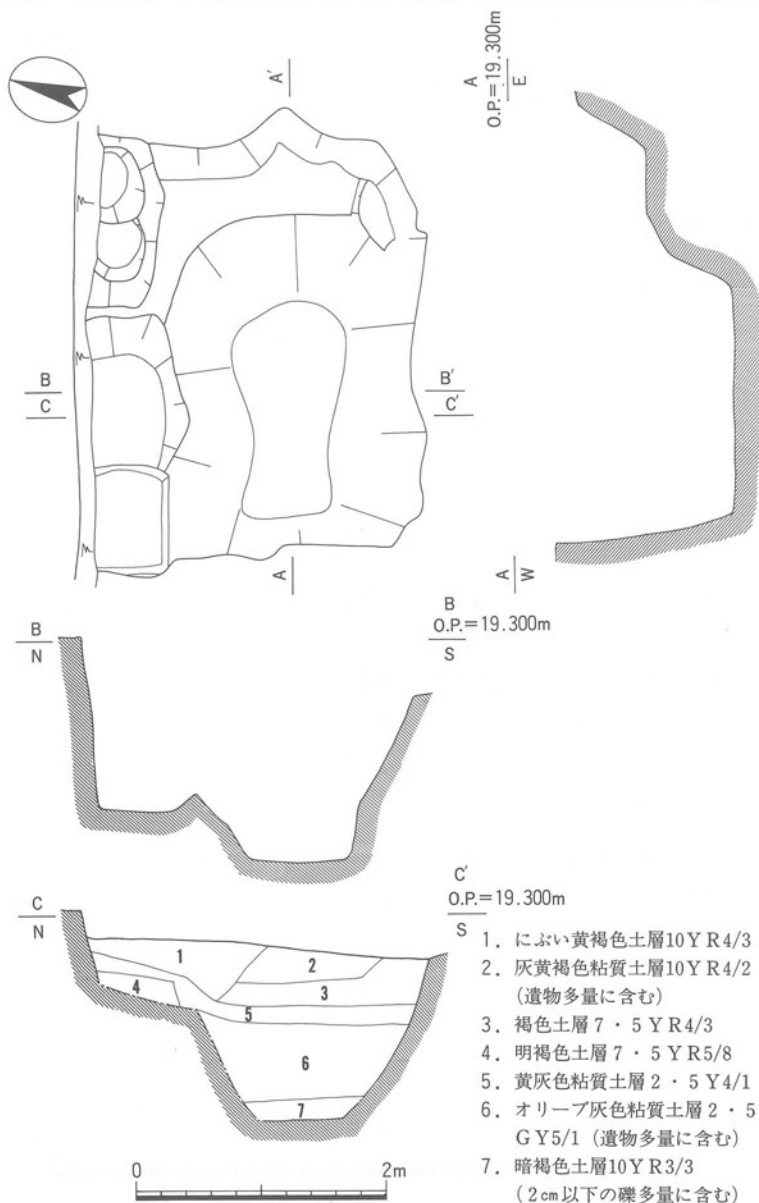 A'
A
O.P.=19.300m
E
B
C
B'
C'
A
A
W
B
N
B
O.P.=19.300m
S
C
N
C'
O.P.=19.300m
S
1
2
3
4
5
6
7
1．にぶい黄褐色土層10ＹＲ4/3
2．灰黄褐色粘質土層10ＹＲ4/2
（遺物多量に含む）
3．褐色土層７・５ＹＲ4/3
4．明褐色土層７・５ＹＲ5/8
5．黄灰色粘質土層２・５Ｙ4/1
6．オリーブ灰色粘質土層２・５
ＧＹ5/1（遺物多量に含む）
7．暗褐色土層10ＹＲ3/3
（2㎝以下の礫多量に含む）
0
2m